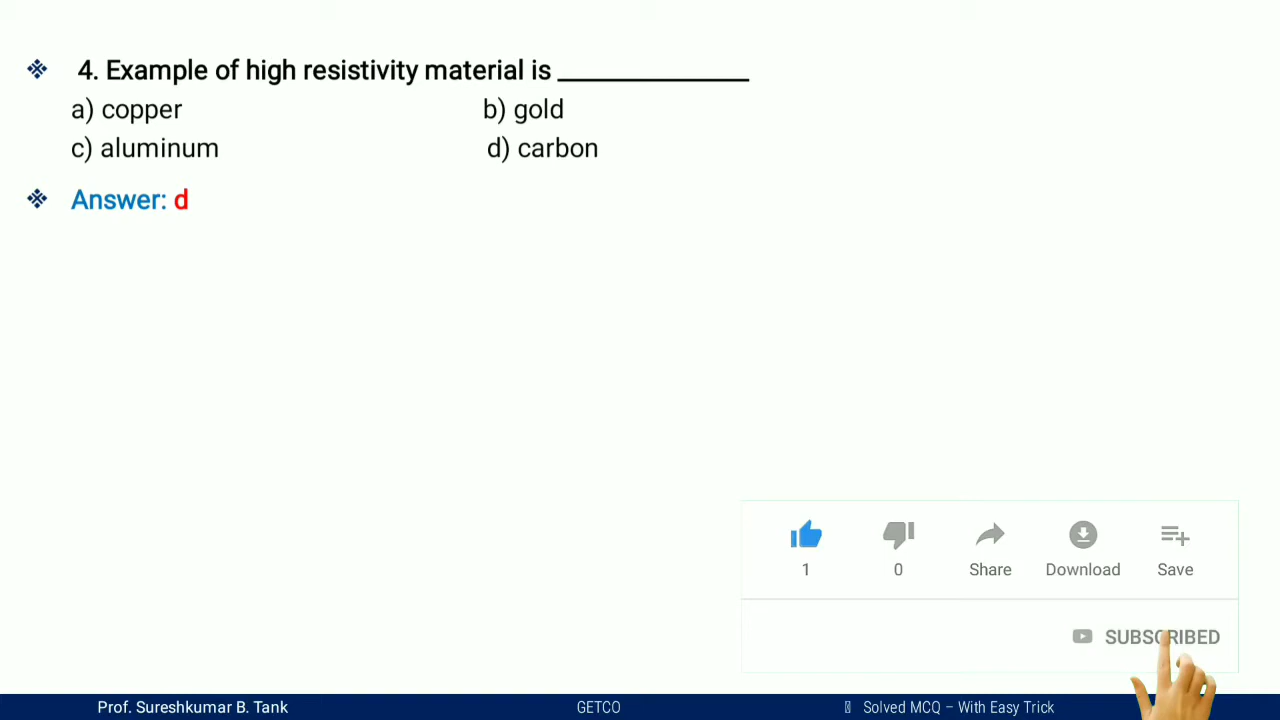 4. Example of high resistivity material is ______________
a) copper b) gold
c) aluminum d) carbon
Answer: d
1 0 Share Download Save
SUBSCRIBED
Prof. Sureshkumar B. Tank GETCO Solved MCQ – With Easy Trick